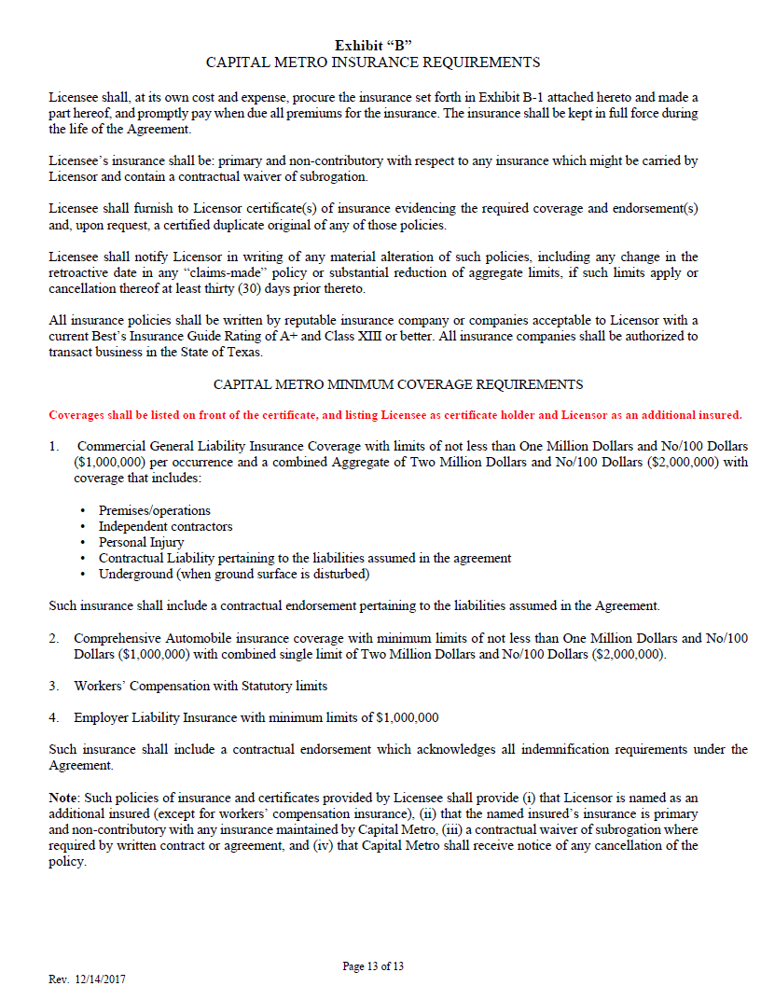 Exhibit “B”
CAPITAL METRO INSURANCE REQUIREMENTS
Licensee shall, at its own cost and expense, procure the insurance set forth in Exhibit B-1 attached hereto and made a
part hereof, and promptly pay when due all premiums for the insurance. The insurance shall be kept in full force during
the life of the Agreement.
Licensee’s insurance shall be: primary and non-contributory with respect to any insurance which might be carried by
Licensor and contain a contractual waiver of subrogation.
Licensee shall furnish to Licensor certificate(s) of insurance evidencing the required coverage and endorsement(s)
and, upon request, a certified duplicate original of any of those policies.
Licensee shall notify Licensor in writing of any material alteration of such policies, including any change in the
retroactive date in any “claims-made” policy or substantial reduction of aggregate limits, if such limits apply or
cancellation thereof at least thirty (30) days prior thereto.
All insurance policies shall be written by reputable insurance company or companies acceptable to Licensor with a
current Best’s Insurance Guide Rating of A+ and Class XIII or better. All insurance companies shall be authorized to
transact business in the State of Texas.
CAPITAL METRO MINIMUM COVERAGE REQUIREMENTS
Coverages shall be listed on front of the certificate, and listing Licensee as certificate holder and Licensor as an additional insured.
1. Commercial General Liability Insurance Coverage with limits of not less than One Million Dollars and No/100 Dollars
($1,000,000) per occurrence and a combined Aggregate of Two Million Dollars and No/100 Dollars ($2,000,000) with
coverage that includes:
• Premises/operations
• Independent contractors
• Personal Injury
• Contractual Liability pertaining to the liabilities assumed in the agreement
• Underground (when ground surface is disturbed)
Such insurance shall include a contractual endorsement pertaining to the liabilities assumed in the Agreement.
2. Comprehensive Automobile insurance coverage with minimum limits of not less than One Million Dollars and No/100
Dollars ($1,000,000) with combined single limit of Two Million Dollars and No/100 Dollars ($2,000,000).
3. Workers’ Compensation with Statutory limits
4. Employer Liability Insurance with minimum limits of $1,000,000
Such insurance shall include a contractual endorsement which acknowledges all indemnification requirements under the
Agreement.
Note: Such policies of insurance and certificates provided by Licensee shall provide (i) that Licensor is named as an
additional insured (except for workers’ compensation insurance), (ii) that the named insured’s insurance is primary
and non-contributory with any insurance maintained by Capital Metro, (iii) a contractual waiver of subrogation where
required by written contract or agreement, and (iv) that Capital Metro shall receive notice of any cancellation of the
policy.
Page 13 of 13
Rev. 12/14/2017